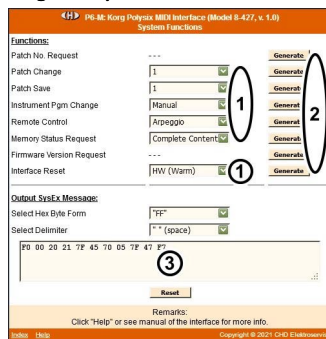 CHD P6-M: Korg Polysix MIDI Interface (Model 8-427, v. 1.0)
System Functions
Functions:
Patch No. Request --- Generate
Patch Change 1 Generate
Patch Save 1 Generate
Instrument Pgm Change Manual Generate
Remote Control Arpeggio Generate
Memory Status Request Complete Content Generate
Firmware Version Request --- Generate
Interface Reset HW (Warm) Generate
1
2
1
Output SysEx Message:
Select Hex Byte Form "FF"
Select Delimiter " " (space)
F0 00 20 21 7F 45 70 05 7F 47 F7
3
Reset
Remarks:
Click "Help" or see manual of the interface for more info.
Index Help Copyright © 2021 CHD Elektroservis